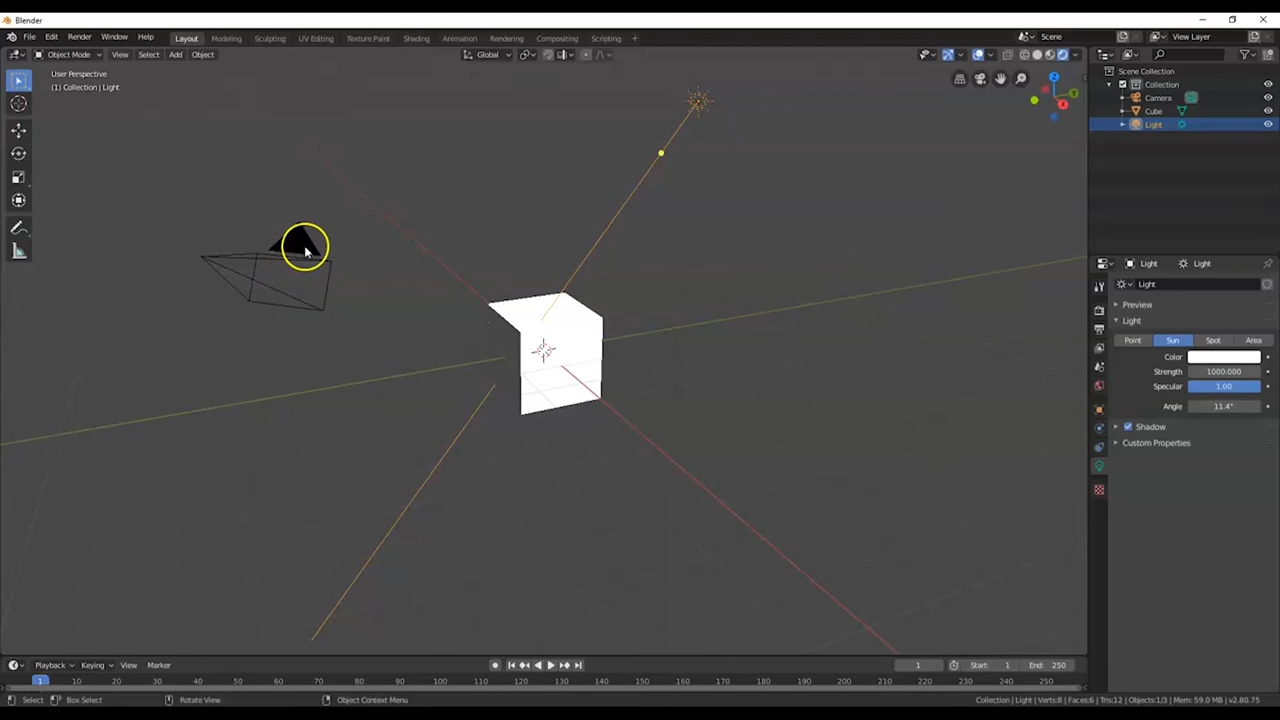 Blender
File Edit Render Window Help Layout Modeling Sculpting UV Editing Texture Paint Shading Animation Rendering Compositing Scripting + Scene View Layer
Object Mode View Select Add Object Global
User Perspective
(1) Collection | Light
Z
Y
X
Scene Collection
Collection
Camera
Cube
Light
Light Light
Light
Preview
Light
Point Sun Spot Area
Color
Strength 1000.000
Specular 1.00
Angle 11.4°
Shadow
Custom Properties
Playback Keying View Marker 1 Start: 1 End: 250
1 10 20 30 40 50 60 70 80 90 100 110 120 130 140 150 160 170 180 190 200 210 220 230 240 250
Select Box Select Rotate View Object Context Menu Collection | Light | Verts:8 | Faces:6 | Tris:12 | Objects:1/3 | Mem: 59.0 MB | v2.80.75